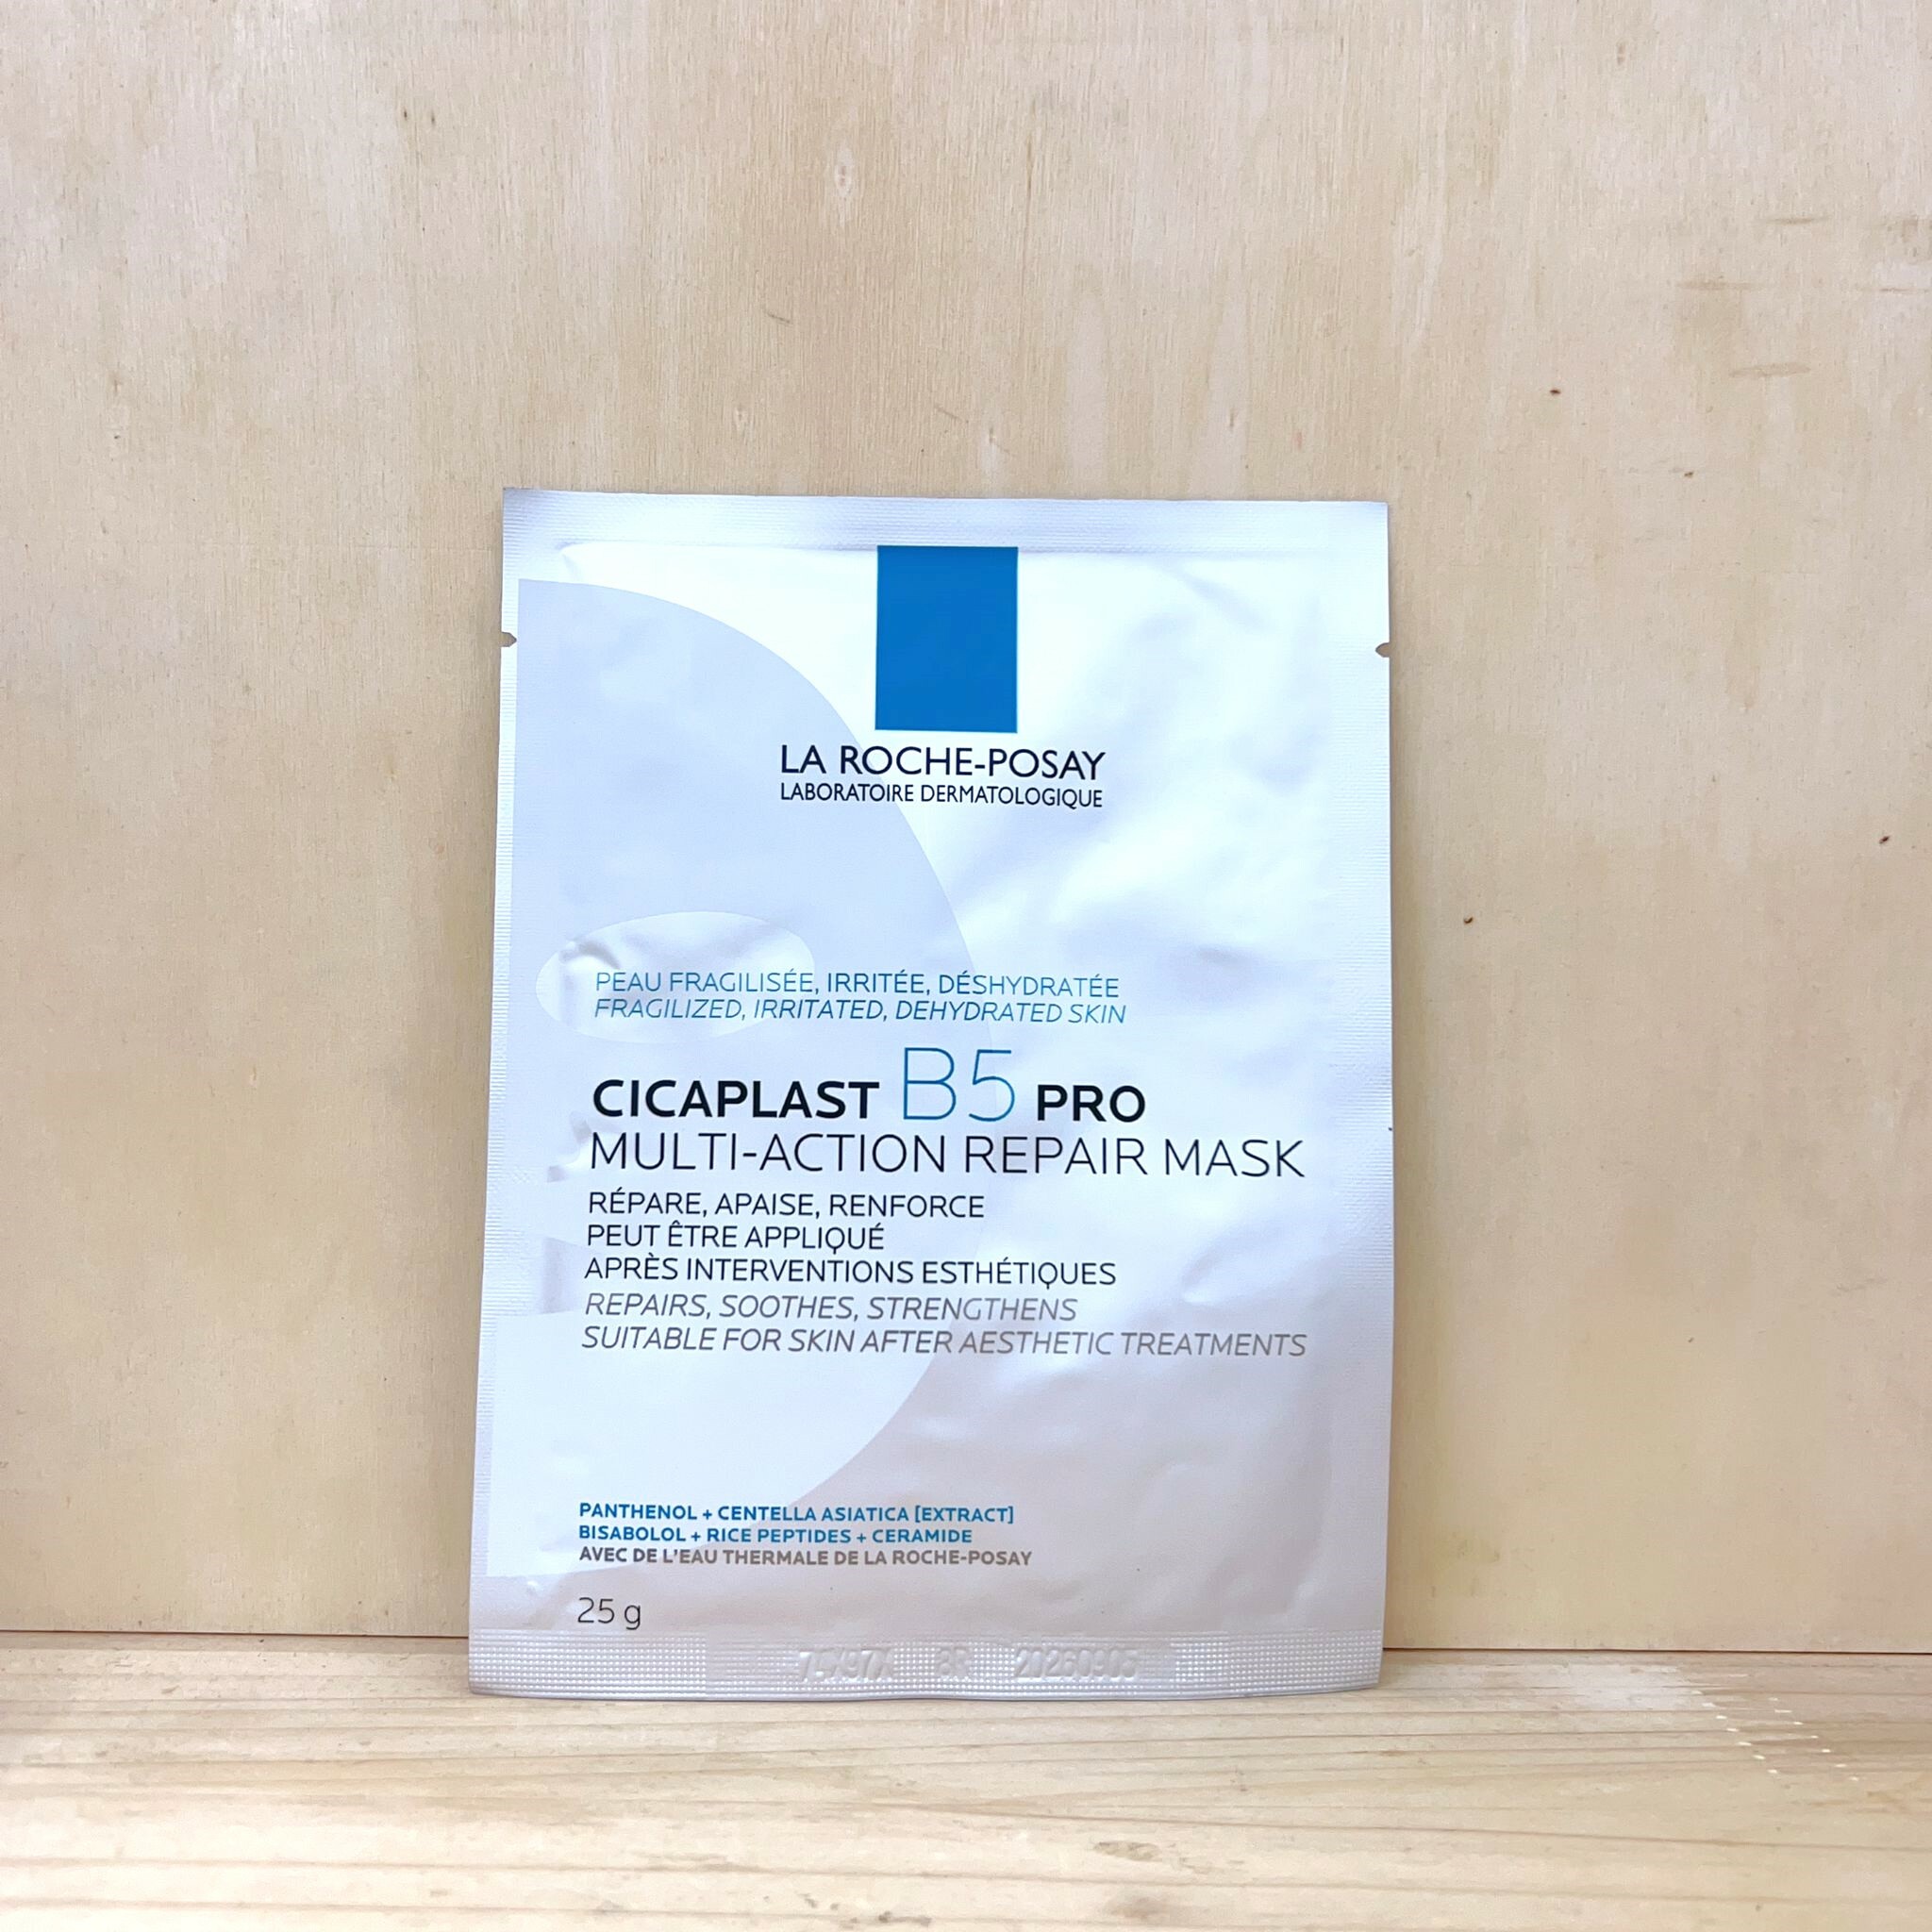 LA ROCHE-POSAY
LABORATOIRE DERMATOLOGIQUE
PEAU FRAGILISÉE, IRRITÉE, DÉSHYDRATÉE
FRAGILIZED, IRRITATED, DEHYDRATED SKIN
CICAPLAST B5 PRO
MULTI-ACTION REPAIR MASK
RÉPARE, APAISE, RENFORCE
PEUT ÊTRE APPLIQUÉ
APRÈS INTERVENTIONS ESTHÉTIQUES
REPAIRS, SOOTHES, STRENGTHENS
SUITABLE FOR SKIN AFTER AESTHETIC TREATMENTS
PANTHENOL + CENTELLA ASIATICA [EXTRACT]
BISABOLOL + RICE PEPTIDES + CERAMIDE
AVEC DE L'EAU THERMALE DE LA ROCHE-POSAY
25 g
20260905